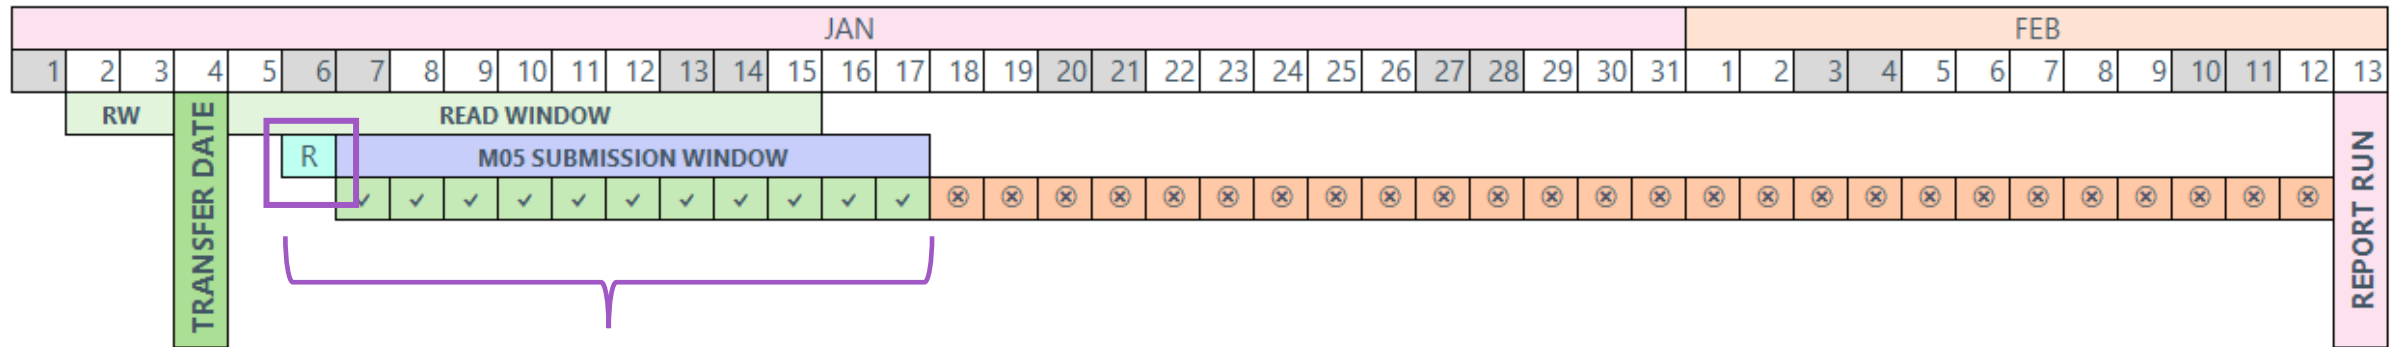 JAN FEB
1 2 3 4 5 6 7 8 9 10 11 12 13 14 15 16 17 18 19 20 21 22 23 24 25 26 27 28 29 30 31 1 2 3 4 5 6 7 8 9 10 11 12 13
RW READ WINDOW
TRANSFER DATE
R M05 SUBMISSION WINDOW
✓ ✓ ✓ ✓ ✓ ✓ ✓ ✓ ✓ ✓ ✓ ⊗ ⊗ ⊗ ⊗ ⊗ ⊗ ⊗ ⊗ ⊗ ⊗ ⊗ ⊗ ⊗ ⊗ ⊗ ⊗ ⊗ ⊗ ⊗ ⊗ ⊗ ⊗ ⊗ ⊗ ⊗ ⊗
REPORT RUN